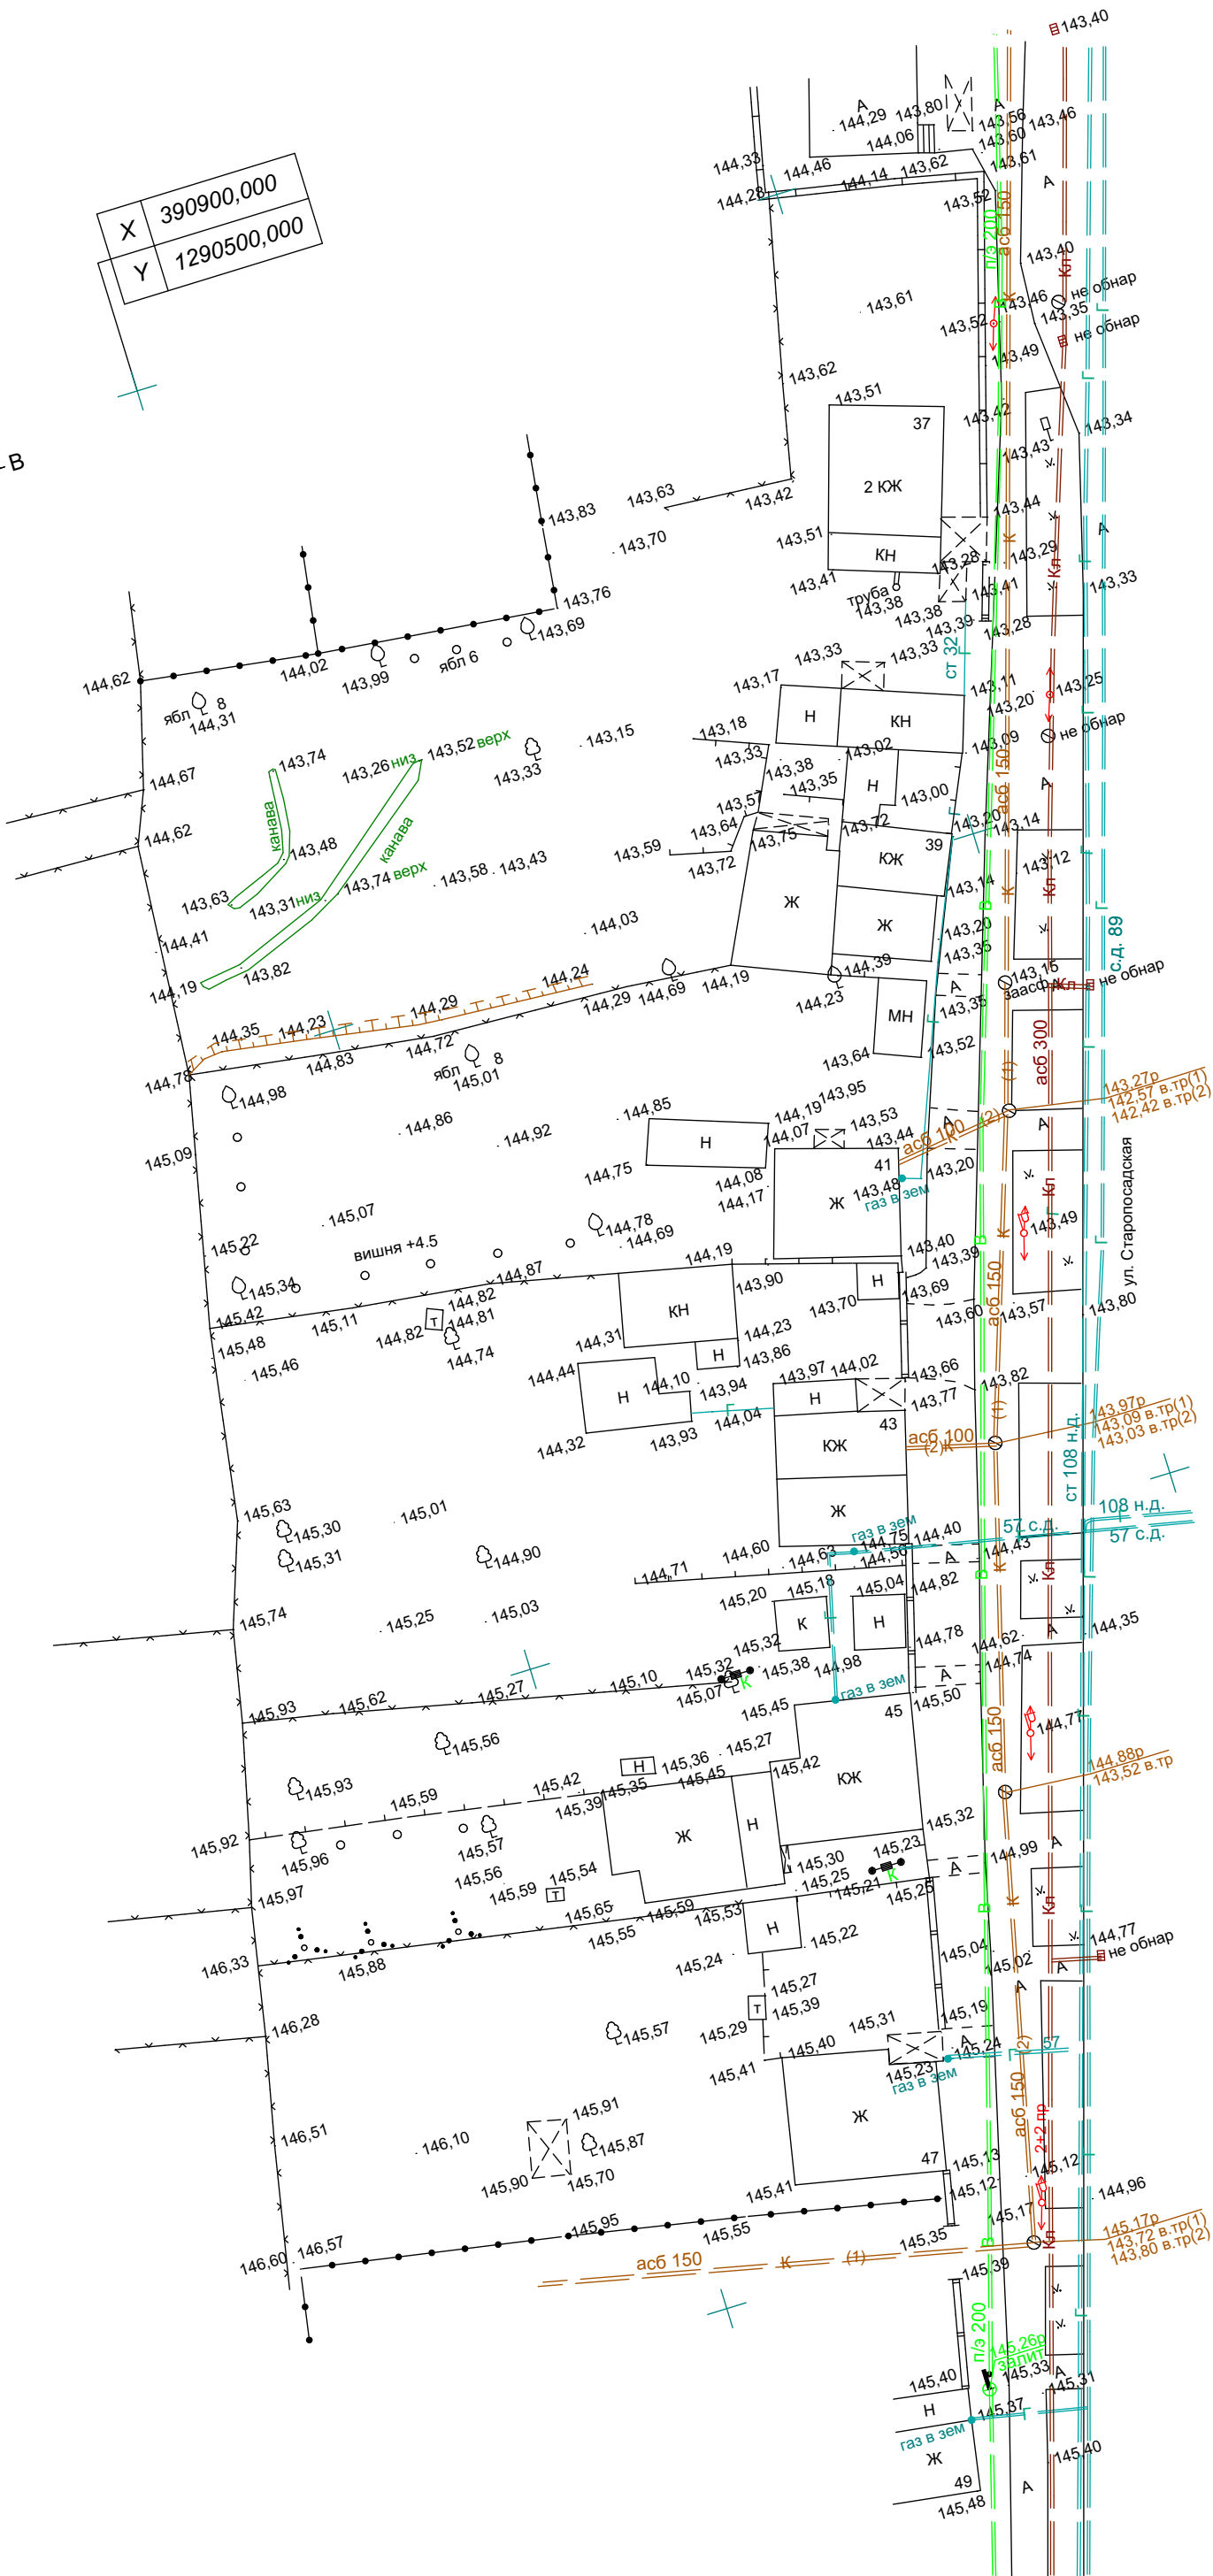 143,40
А
144,29
143,80
А
143,56
143,46
144,06
143,60
144,33
144,46
143,62
143,61
144,28
144,14
143,52
А
X 390900,000
Y 1290500,000
п/э 200
асб 150
143,40
Кл
не обнар
143,61
К
143,46
143,35
143,52
не обнар
143,49
143,62
143,51
143,42
143,34
37
143,43
В
2 КЖ
143,63
143,42
143,44
143,83
143,70
143,51
К
А
КН
143,28
143,29
Кл
143,41
143,41
143,33
труба
143,38
143,38
143,39
143,28
143,76
143,69
144,02
ябл 6
143,33
143,33
ст 32
Г
144,62
143,99
143,17
143,11
143,25
ябл 8
144,31
143,20
Н
КН
не обнар
143,74
143,26 низ
143,52 верх
143,15
143,18
143,02
143,09
143,33
143,33
143,38
144,67
143,35
Н
143,00
асб 150
А
канава
143,57
143,20
143,14
144,62
канава
143,64
143,75
143,72
39
143,48
143,59
143,72
КЖ
143,12
143,63
143,31 низ
143,74 верх
143,58
143,43
143,14
К
Кл
Ж
В
144,41
144,03
Ж
143,20
с.д. 89
Г
143,82
143,35
144,19
144,24
144,39
143,15
не обнар
144,29
144,29
144,69
144,19
144,23
А
143,35
заасф
А
Кл
144,35
144,23
МН
144,72
143,64
143,52
асб 300
144,78
144,83
ябл 8
145,01
(1)
144,98
143,95
143,27р
142,57 в.тр(1)
142,42 в.тр(2)
144,86
144,92
144,85
144,19
143,53
143,44
асб 100
К
(2)
А
А
145,09
Н
144,07
144,75
144,08
41
143,20
144,17
143,48
газ в зем
Ж
Кл
145,07
144,78
144,69
143,49
ул. Старопосадская
145,22
вишня +4.5
В
К
143,40
144,19
143,39
145,34
144,87
143,90
Н
143,69
асб 150
145,42
144,82
КН
143,70
143,60
143,57
143,80
145,48
145,11
144,82
т
144,81
144,31
144,23
145,46
144,74
Н
143,86
144,44
144,10
143,97
144,02
143,66
143,82
Н
143,94
Н
143,77
(1)
143,97р
143,09 в.тр(1)
143,03 в.тр(2)
Г
144,04
43
144,32
143,93
КЖ
асб 100
(2)К
ст 108 н.д.
145,63
145,01
Ж
145,30
газ в зем
57 с.д.
108 н.д.
57 с.д.
145,31
144,90
144,60
144,75
144,40
144,63
144,56
А
144,43
144,71
В
К
Кл
145,20
145,18
145,04
144,82
145,74
145,25
145,03
К
Г
Н
144,35
145,32
144,78
144,62
А
145,32
145,38
144,98
144,74
А
145,93
145,62
145,27
145,10
145,07
К
газ в зем
145,50
145,45
45
145,56
145,27
144,77
асб 150
Н
145,36
КЖ
144,88р
143,52 в.тр
145,93
145,59
145,42
145,35
145,45
145,42
145,39
145,92
145,96
145,57
Ж
Н
145,32
145,23
144,99
А
145,56
145,54
145,30
А
145,97
145,59
т
145,25
145,21
К
145,25
В
К
Кл
145,65
145,59
145,53
145,55
Н
145,22
145,04
145,02
144,77
не обнар
146,33
145,88
145,24
А
145,27
А
т
145,39
146,28
145,57
145,29
145,31
145,19
А
145,24
Г
57
145,40
145,41
145,23
газ в зем
(2)
145,91
Ж
асб 150
2+2 пр
146,51
146,10
145,87
47
145,13
145,12
145,90
145,70
145,41
145,12
144,96
145,95
145,55
145,17
145,35
145,17р
143,72 в.тр(1)
143,80 в.тр(2)
146,60
146,57
асб 150
К
(1)
В
Кл
145,39
п/э 200
145,26р
залит
145,33
А
145,40
145,31
Н
145,37
Г
газ в зем
Ж
145,40
49
А
145,48